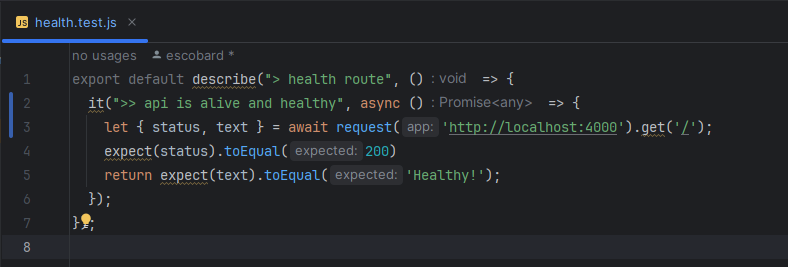 JS health.test.js ×
no usages escobard *
1 export default describe("> health route", () : void => {
2 it(">> api is alive and healthy", async () : Promise<any> => {
3 let { status, text } = await request( app: 'http://localhost:4000').get('/');
4 expect(status).toEqual( expected: 200)
5 return expect(text).toEqual( expected: 'Healthy!');
6 });
7 });
8